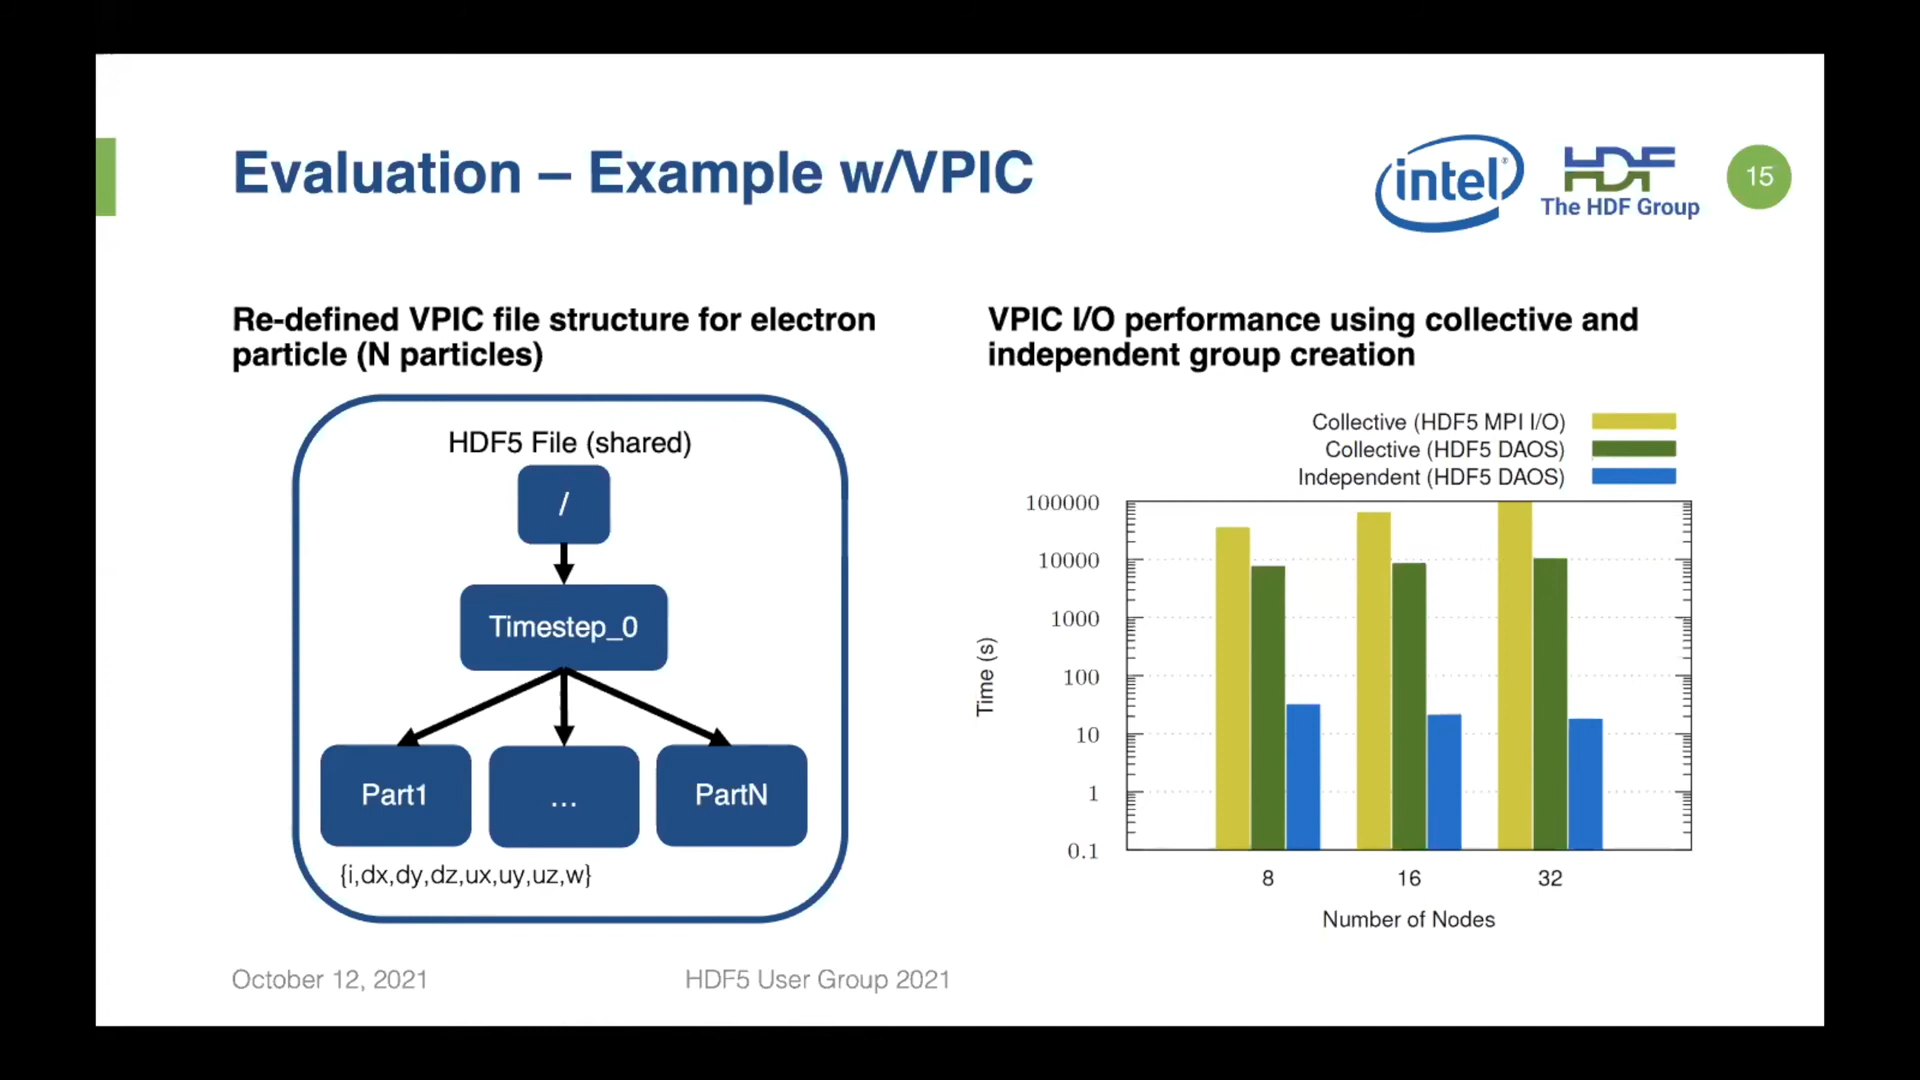 Evaluation – Example w/VPIC
intel®
HDF
The HDF Group
15
Re-defined VPIC file structure for electron
particle (N particles)
HDF5 File (shared)
/
Timestep_0
Part1
...
PartN
{i,dx,dy,dz,ux,uy,uz,w}
VPIC I/O performance using collective and
independent group creation
Collective (HDF5 MPI I/O)
Collective (HDF5 DAOS)
Independent (HDF5 DAOS)
100000
10000
1000
100
10
1
0.1
Time (s)
8
16
32
Number of Nodes
October 12, 2021
HDF5 User Group 2021